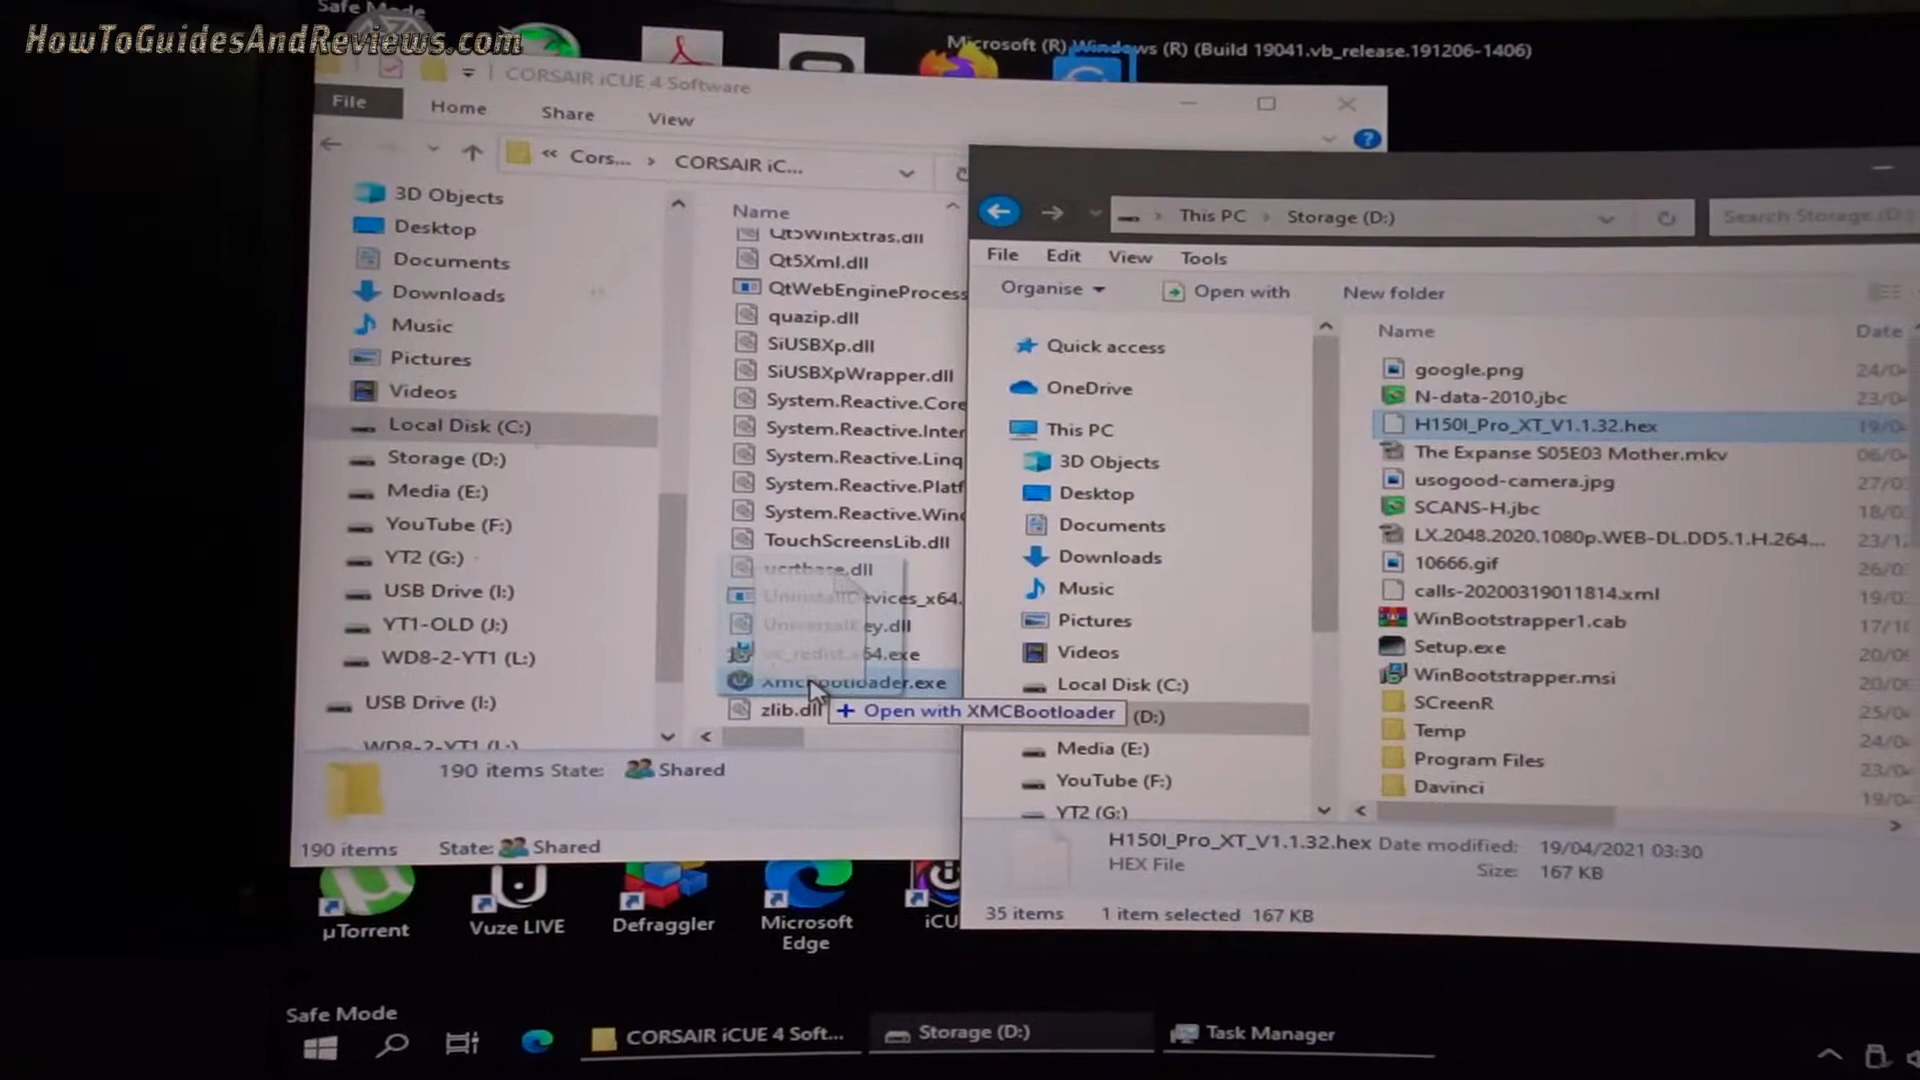 Safe Mode
HowToGuidesAndReviews.com
Microsoft (R) Windows (R) (Build 19041.vb_release.191206-1406)
CORSAIR iCUE 4 Software
File Home Share View
« Cors... › CORSAIR iC...
3D Objects
Desktop
Documents
Downloads
Music
Pictures
Videos
Local Disk (C:)
Storage (D:)
Media (E:)
YouTube (F:)
YT2 (G:)
USB Drive (I:)
YT1-OLD (J:)
WD8-2-YT1 (L:)
USB Drive (I:)
WD8-2-YT1 (L:)
Name
Qt5WinExtras.dll
Qt5Xml.dll
QtWebEngineProcess
quazip.dll
SiUSBXp.dll
SiUSBXpWrapper.dll
System.Reactive.Core
System.Reactive.Inter
System.Reactive.Linq
System.Reactive.Platf
System.Reactive.Wind
TouchScreensLib.dll
ucrtbase.dll
UninstallDevices_x64.
UniversalKey.dll
vc_redist.x64.exe
XmcBootloader.exe
zlib.dll
+ Open with XMCBootloader
190 items State: Shared
190 items State: Shared
This PC › Storage (D:)
Search Storage (D:)
File Edit View Tools
Organise Open with New folder
Quick access
OneDrive
This PC
3D Objects
Desktop
Documents
Downloads
Music
Pictures
Videos
Local Disk (C:)
(D:)
Media (E:)
YouTube (F:)
YT2 (G:)
Name Date
google.png 24/0
N-data-2010.jbc 23/0
H150I_Pro_XT_V1.1.32.hex 19/0
The Expanse S05E03 Mother.mkv 06/0
usogood-camera.jpg 27/0
SCANS-H.jbc 18/0
LX.2048.2020.1080p.WEB-DL.DD5.1.H.264... 23/1
10666.gif 26/0
calls-20200319011814.xml 19/0
WinBootstrapper1.cab 17/10
Setup.exe 20/0
WinBootstrapper.msi 20/0
SCreenR 25/0
Temp 24/0
Program Files 23/0
Davinci 19/0
H150I_Pro_XT_V1.1.32.hex Date modified: 19/04/2021 03:30
HEX File Size: 167 KB
35 items 1 item selected 167 KB
µTorrent
Vuze LIVE
Defraggler
Microsoft Edge
iCU
Safe Mode
CORSAIR iCUE 4 Soft... Storage (D:) Task Manager